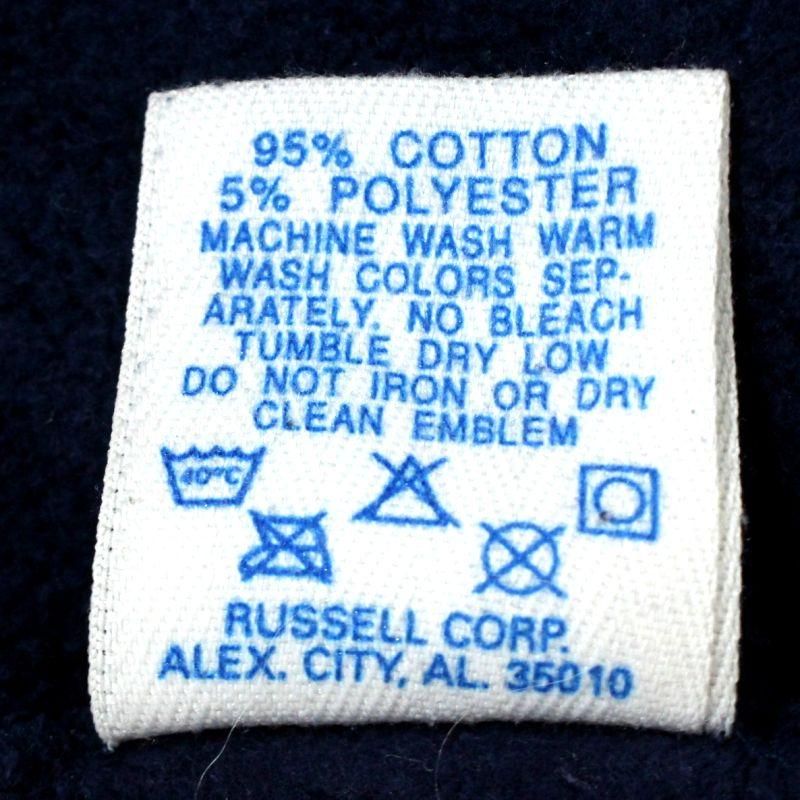 95% COTTON
5% POLYESTER
MACHINE WASH WARM
WASH COLORS SEP-
ARATELY. NO BLEACH
TUMBLE DRY LOW
DO NOT IRON OR DRY
CLEAN EMBLEM
40°C
RUSSELL CORP.
ALEX. CITY, AL. 35010